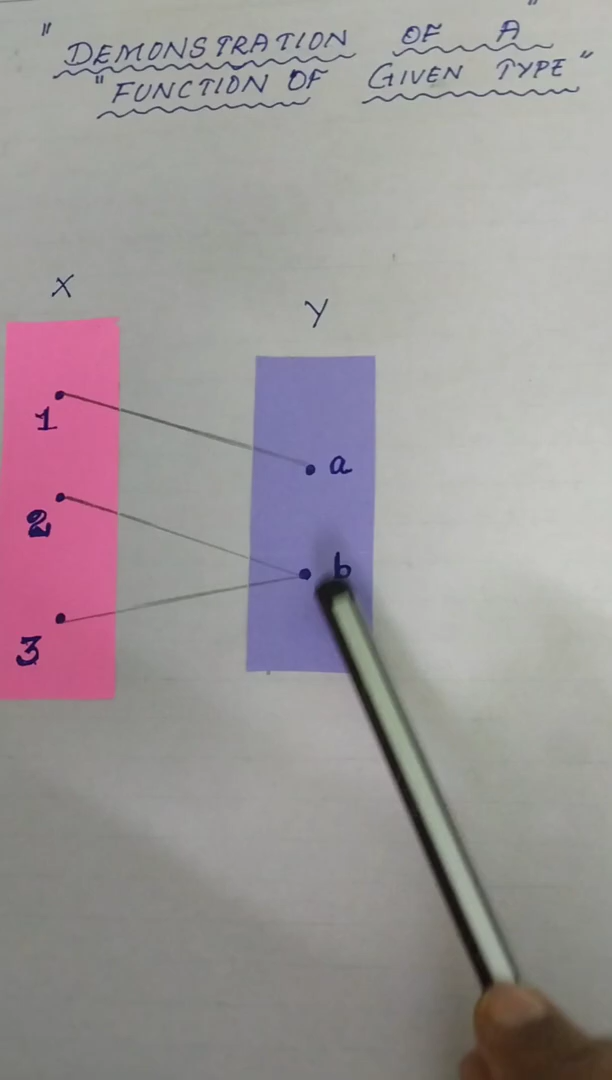 "DEMONSTRATION OF A"
"FUNCTION OF GIVEN TYPE"
X
Y
1
a
2
b
3